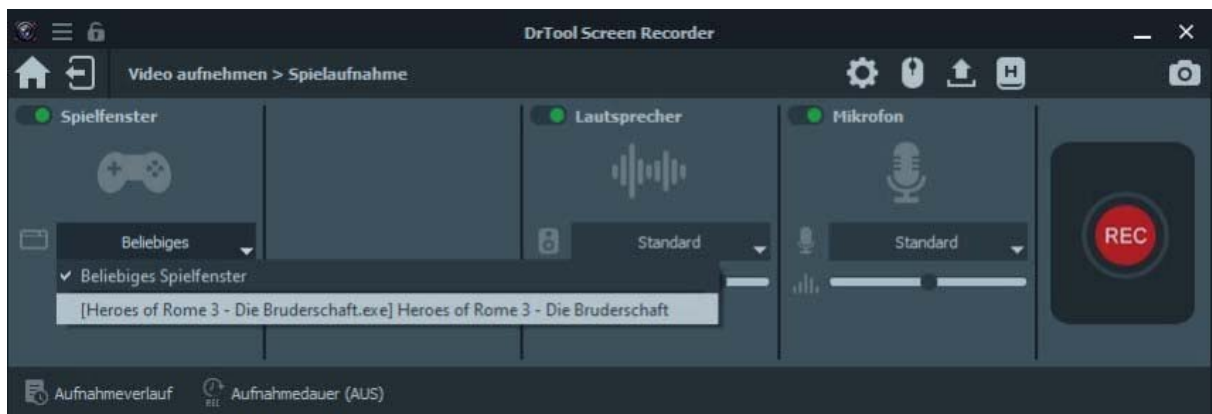 DrTool Screen Recorder
Video aufnehmen > Spielaufnahme
H
Spielfenster
Lautsprecher
Mikrofon
Beliebiges
Standard
Standard
REC
✓ Beliebiges Spielfenster
[Heroes of Rome 3 - Die Bruderschaft.exe] Heroes of Rome 3 - Die Bruderschaft
Aufnahmeverlauf
REC
Aufnahmedauer (AUS)